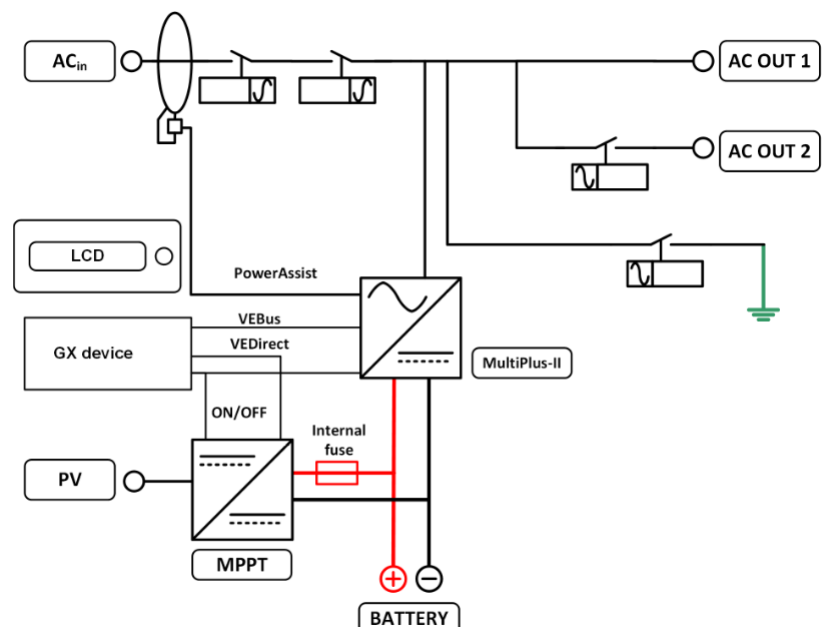 ACin
AC OUT 1
AC OUT 2
LCD
PowerAssist
VEBus
VEDirect
GX device
MultiPlus-II
ON/OFF
Internal
fuse
PV
MPPT
BATTERY